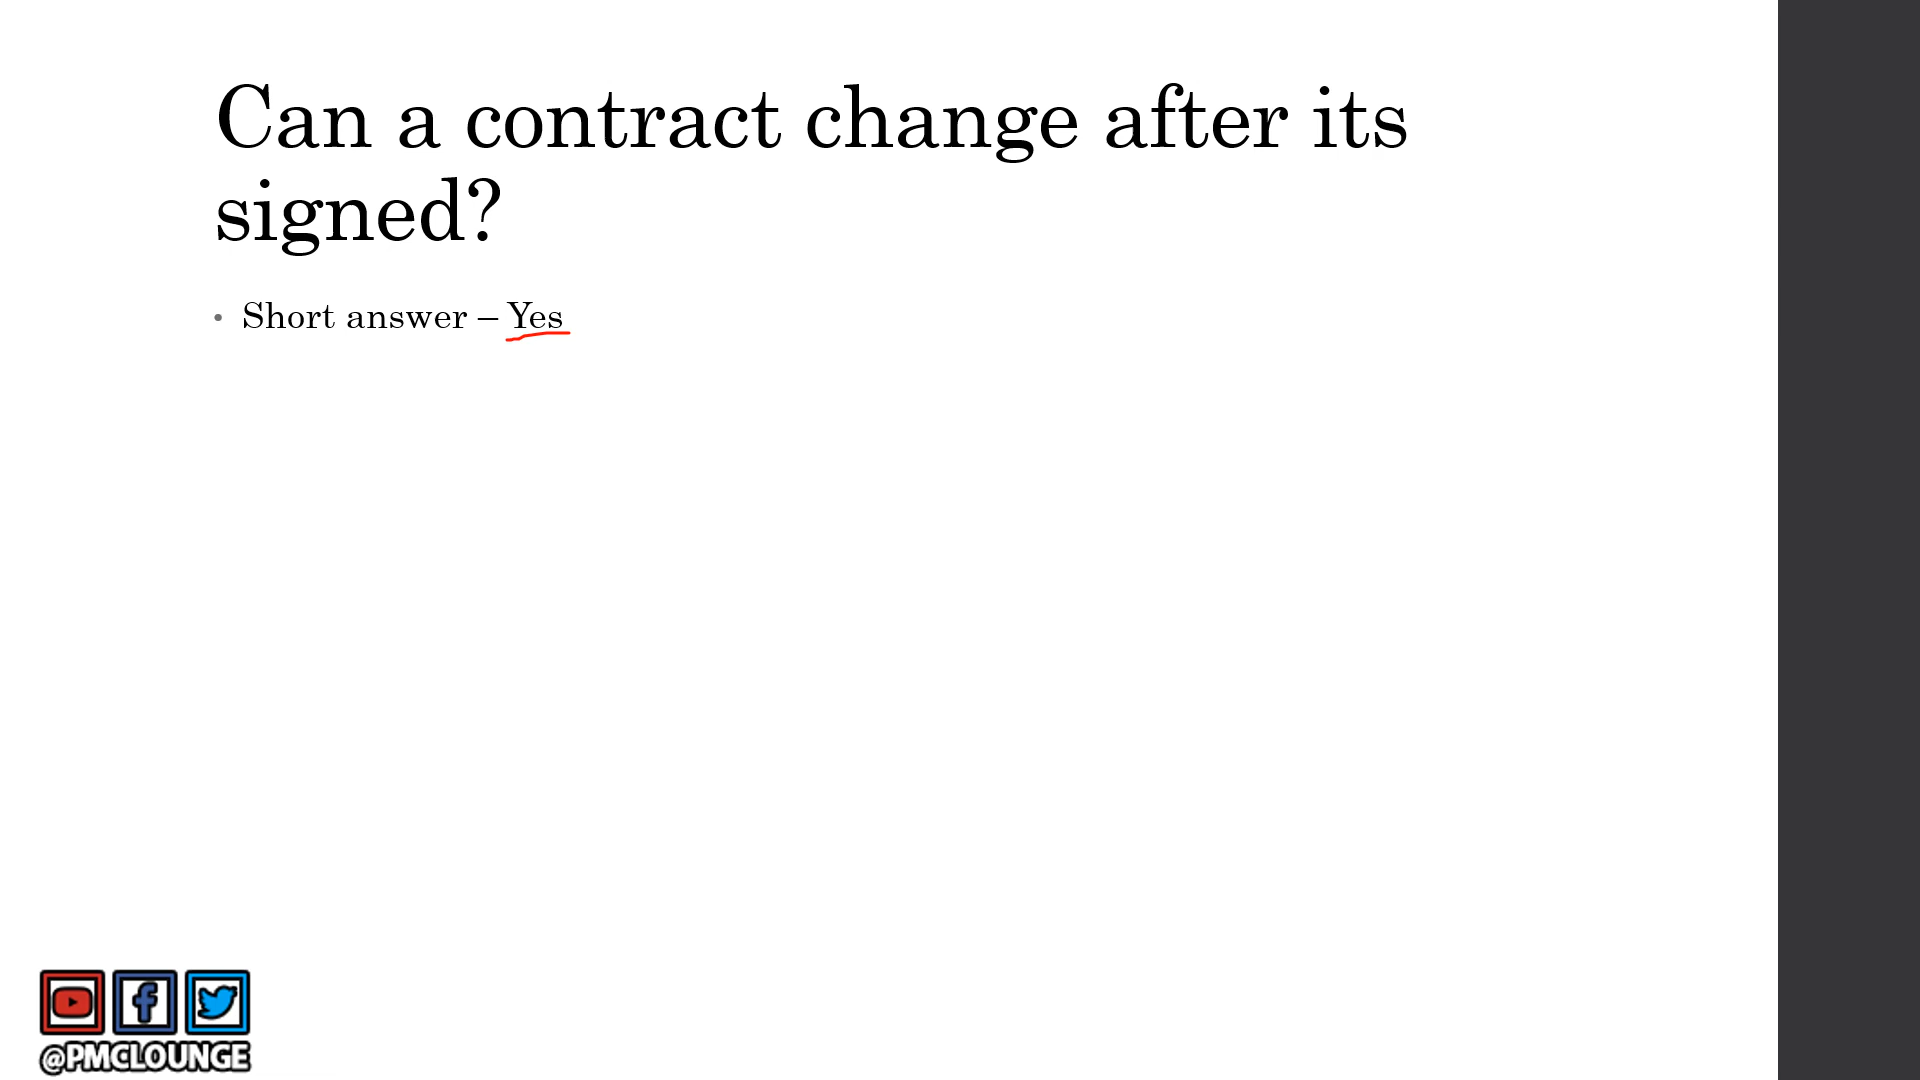 Can a contract change after its
signed?
• Short answer – Yes
@PMCLOUNGE